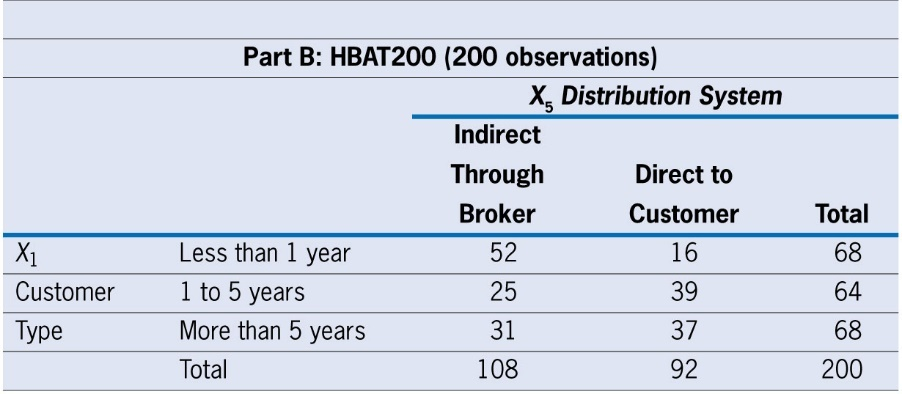 Part B: HBAT200 (200 observations)
X5 Distribution System
Indirect
Through Direct to
Broker Customer Total
X1 Less than 1 year 52 16 68
Customer 1 to 5 years 25 39 64
Type More than 5 years 31 37 68
Total 108 92 200